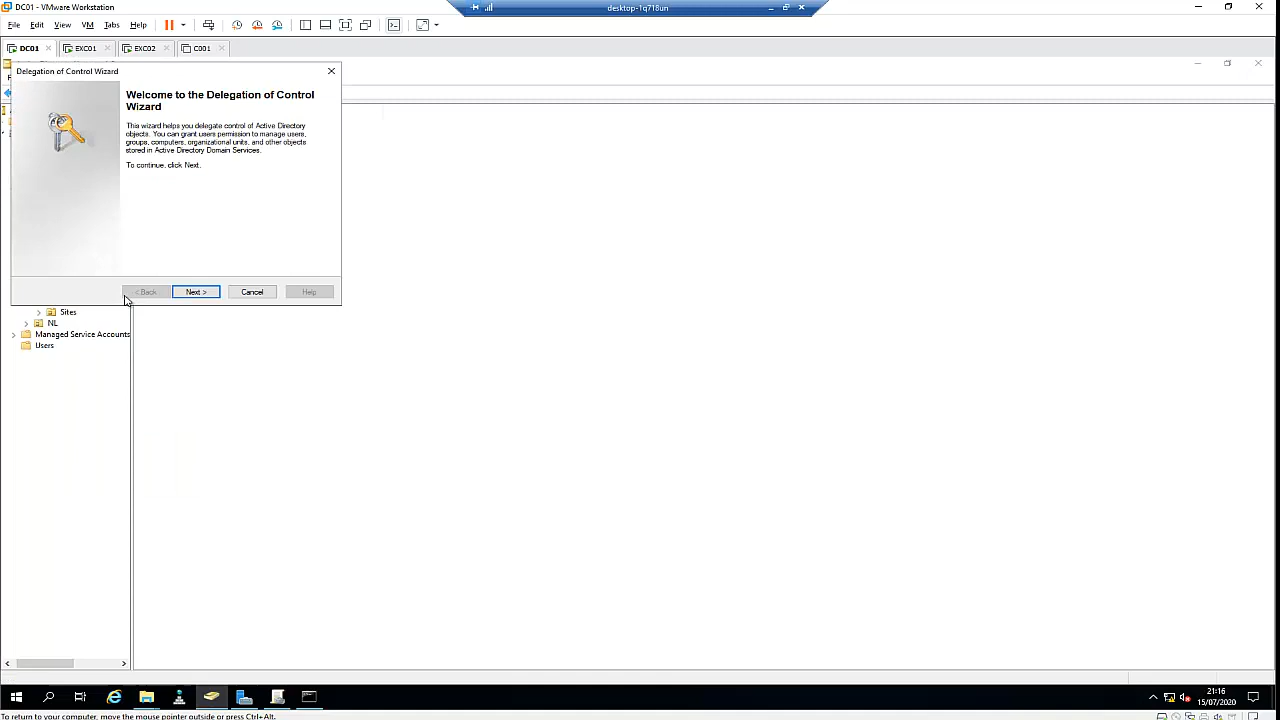 DC01 - VMware Workstation
desktop-1q718un
File Edit View VM Tabs Help
DC01 EXC01 EXC02 C001
Delegation of Control Wizard
Welcome to the Delegation of Control
Wizard
This wizard helps you delegate control of Active Directory
objects. You can grant users permission to manage users,
groups, computers, organizational units, and other objects
stored in Active Directory Domain Services.
To continue, click Next.
< Back Next > Cancel Help
Sites
NL
Managed Service Accounts
Users
21:16
15/07/2020
To return to your computer, move the mouse pointer outside or press Ctrl+Alt.